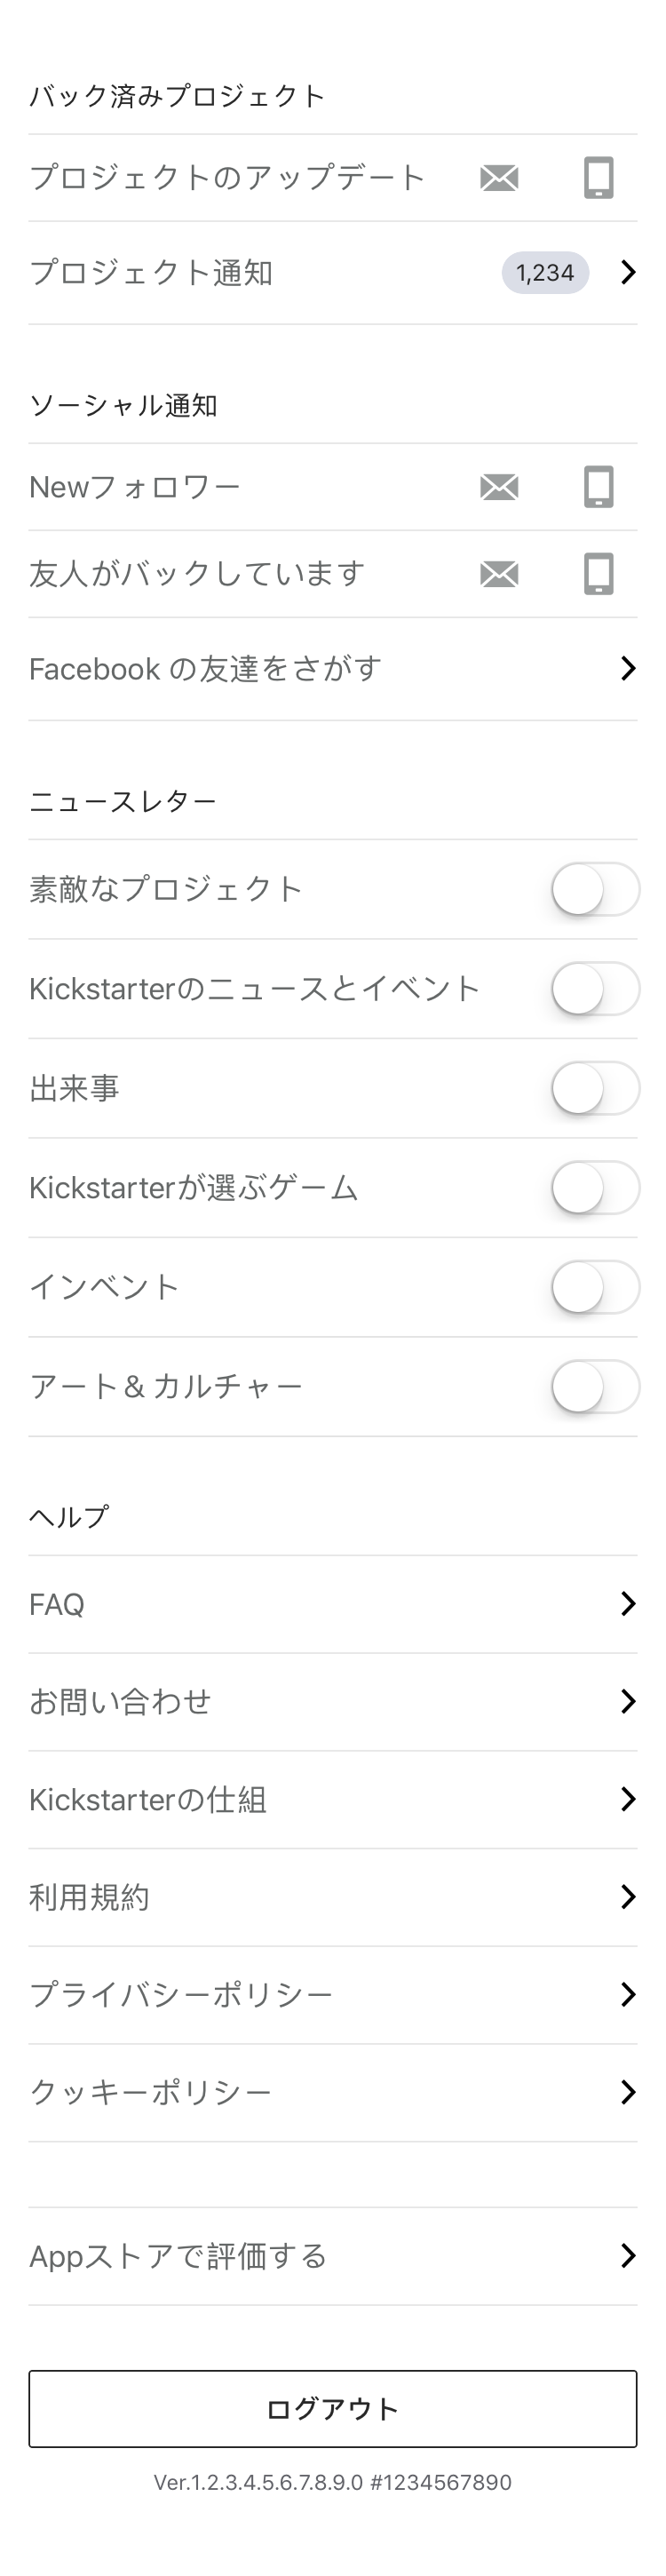 バック済みプロジェクト
プロジェクトのアップデート
プロジェクト通知 1,234
ソーシャル通知
Newフォロワー
友人がバックしています
Facebook の友達をさがす
ニュースレター
素敵なプロジェクト
Kickstarterのニュースとイベント
出来事
Kickstarterが選ぶゲーム
インベント
アート＆カルチャー
ヘルプ
FAQ
お問い合わせ
Kickstarterの仕組
利用規約
プライバシーポリシー
クッキーポリシー
Appストアで評価する
ログアウト
Ver.1.2.3.4.5.6.7.8.9.0 #1234567890